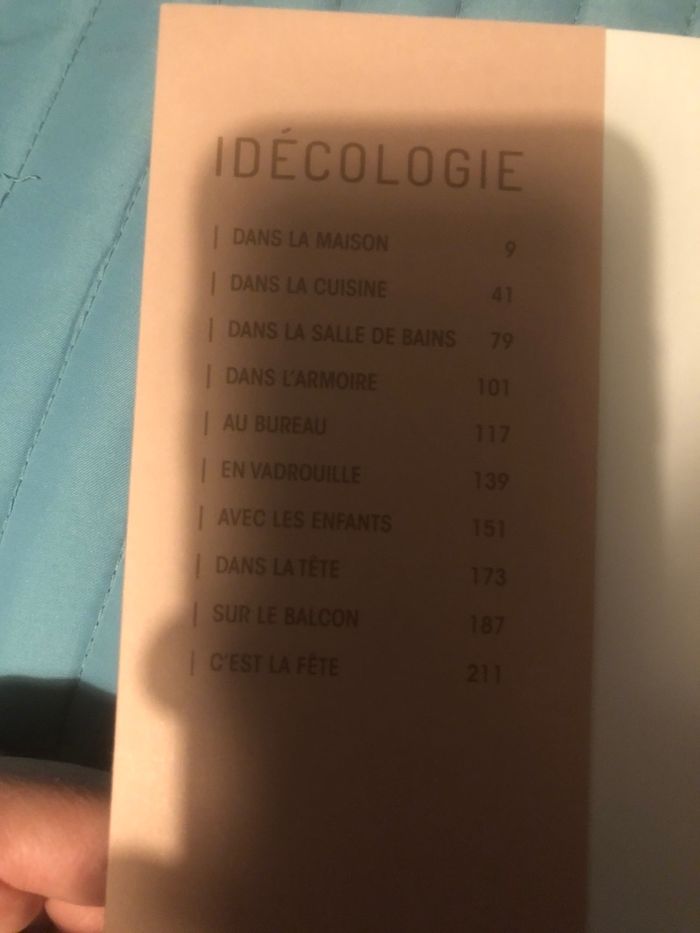 IDÉCOLOGIE
| DANS LA MAISON 9
| DANS LA CUISINE 41
| DANS LA SALLE DE BAINS 79
| DANS L'ARMOIRE 101
| AU BUREAU 117
| EN VADROUILLE 139
| AVEC LES ENFANTS 151
| DANS LA TÊTE 173
| SUR LE BALCON 187
| C'EST LA FÊTE 211